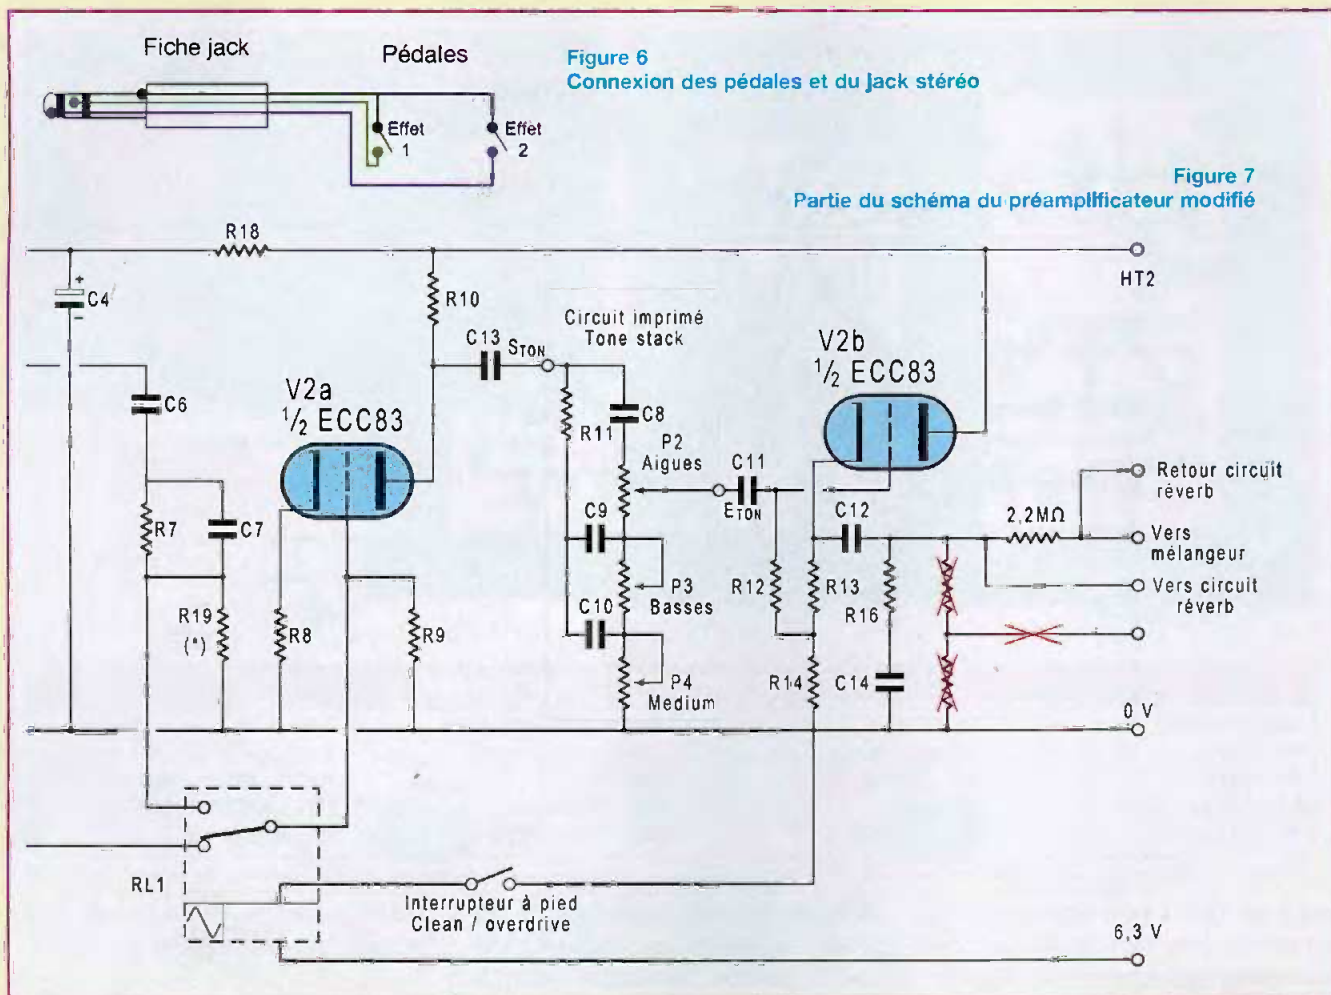 Fiche jack
Pédales
Figure 6
Connexion des pédales et du jack stéréo
Effet
1
Effet
2
Figure 7
Partie du schéma du préamplificateur modifié
R18
+
C4
-
R10
HT2
Circuit imprimé
Tone stack
C13
STON
V2b
½ ECC83
V2a
½ ECC83
C6
C8
R11
P2
Aigues
C11
ETON
Retour circuit
réverb
C12
2,2MΩ
Vers
mélangeur
R7
C7
C9
R12
R13
R16
P3
Basses
Vers circuit
réverb
R19
(*)
R8
R9
C10
P4
Medium
R14
C14
0 V
RL1
Interrupteur à pied
Clean / overdrive
6,3 V